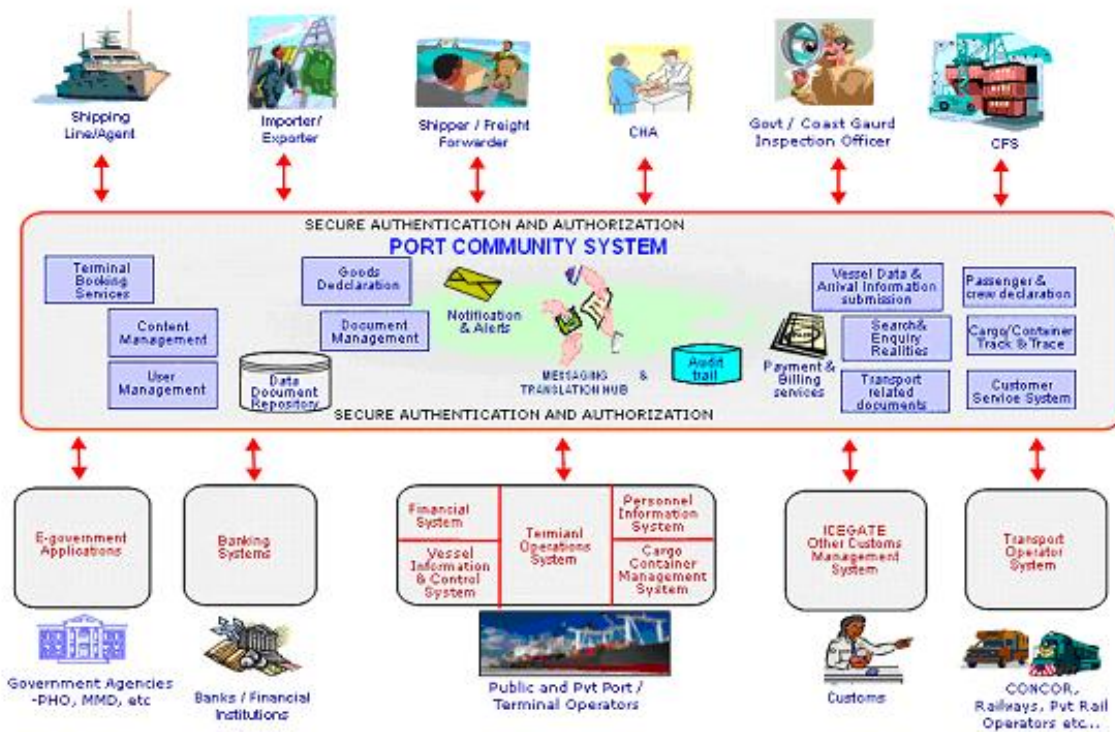 Shipping
Line/Agent
Importer/
Exporter
Shipper / Freight
Forwarder
CHA
Govt / Coast Gaurd
Inspection Officer
CFS
SECURE AUTHENTICATION AND AUTHORIZATION
PORT COMMUNITY SYSTEM
Terminal
Booking
Services
Content
Management
User
Management
Goods
Dedclaration
Document
Management
Data
Document
Repository
Notification
& Alerts
MESSAGING &
TRANSLATION HUB
Audit
trail
Payment &
Billing
services
Vessel Data &
Arrival Information
submission
Search&
Enquiry
Realities
Transport
related
documents
Passenger &
crew declaration
Cargo/Container
Track & Trace
Customer
Service System
SECURE AUTHENTICATION AND AUTHORIZATION
E-government
Applications
Banking
Systems
Financial
System
Vessel
Information
& Control
System
Termianl
Operations
System
Personnel
Information
System
Cargo
Container
Management
System
ICEGATE
Other Customs
Management
System
Transport
Operator
System
Government Agencies
-PHO, MMD, etc
Banks / Financial
Institutions
Public and Pvt Port /
Terminal Operators
Customs
CONCOR,
Railways, Pvt Rail
Operators etc...